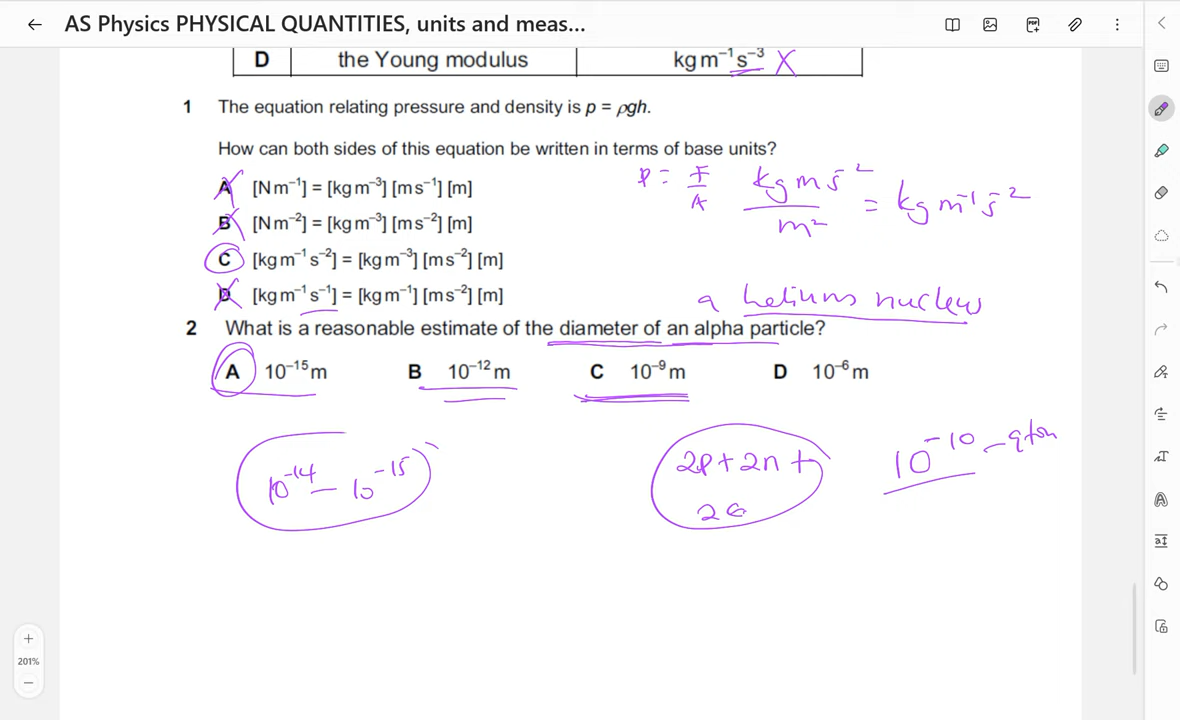 AS Physics PHYSICAL QUANTITIES, units and meas...
D the Young modulus kg m⁻¹ s⁻³ X
1 The equation relating pressure and density is p = ρgh.
How can both sides of this equation be written in terms of base units?
A [N m⁻¹] = [kg m⁻³] [m s⁻¹] [m]
B [N m⁻²] = [kg m⁻³] [m s⁻²] [m]
C [kg m⁻¹ s⁻²] = [kg m⁻³] [m s⁻²] [m]
D [kg m⁻¹ s⁻¹] = [kg m⁻¹] [m s⁻²] [m]
P = F/A kg m s⁻²/m² = kg m⁻¹ s⁻²
a helium nucleus
2 What is a reasonable estimate of the diameter of an alpha particle?
A 10⁻¹⁵ m B 10⁻¹² m C 10⁻⁹ m D 10⁻⁶ m
10⁻¹⁴ – 10⁻¹⁵ 2p + 2n + 10⁻¹⁰ –
2e
201%